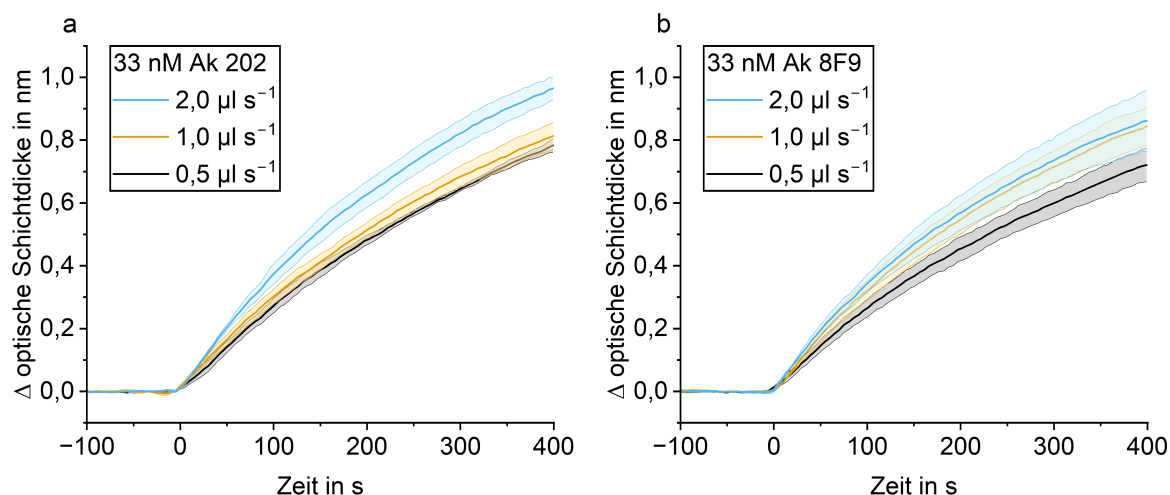 a
33 nM Ak 202
2,0 µl s⁻¹
1,0 µl s⁻¹
0,5 µl s⁻¹
Δ optische Schichtdicke in nm
1,0
0,8
0,6
0,4
0,2
0,0
−100 0 100 200 300 400
Zeit in s
b
33 nM Ak 8F9
2,0 µl s⁻¹
1,0 µl s⁻¹
0,5 µl s⁻¹
Δ optische Schichtdicke in nm
1,0
0,8
0,6
0,4
0,2
0,0
−100 0 100 200 300 400
Zeit in s